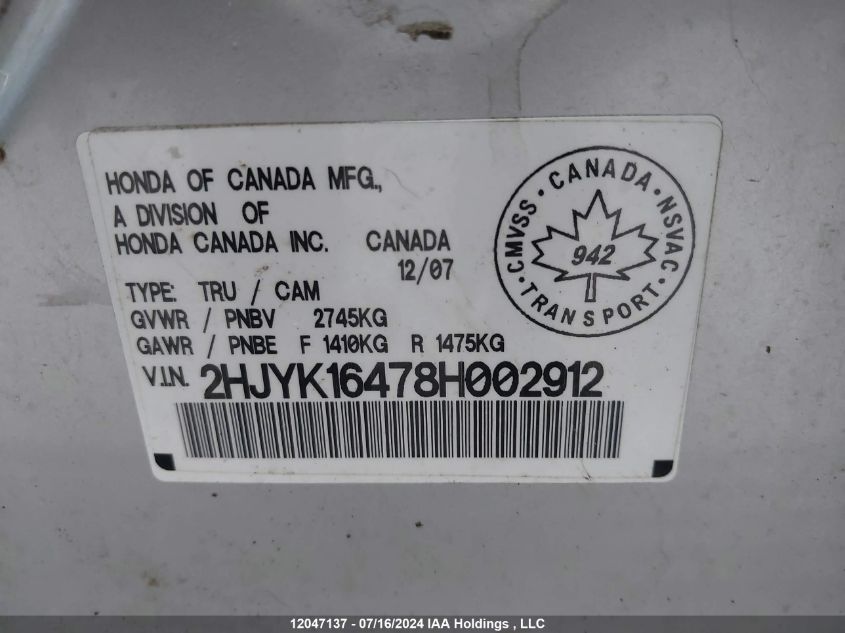 HONDA OF CANADA MFG.,
A DIVISION OF
HONDA CANADA INC. CANADA
12/07
TYPE: TRU / CAM
GVWR / PNBV 2745KG
GAWR / PNBE F 1410KG R 1475KG
V.I.N. 2HJYK16478H002912
CMVSS · CANADA · NSVAC
942
· TRANSPORT ·
12047137 - 07/16/2024 IAA Holdings , LLC